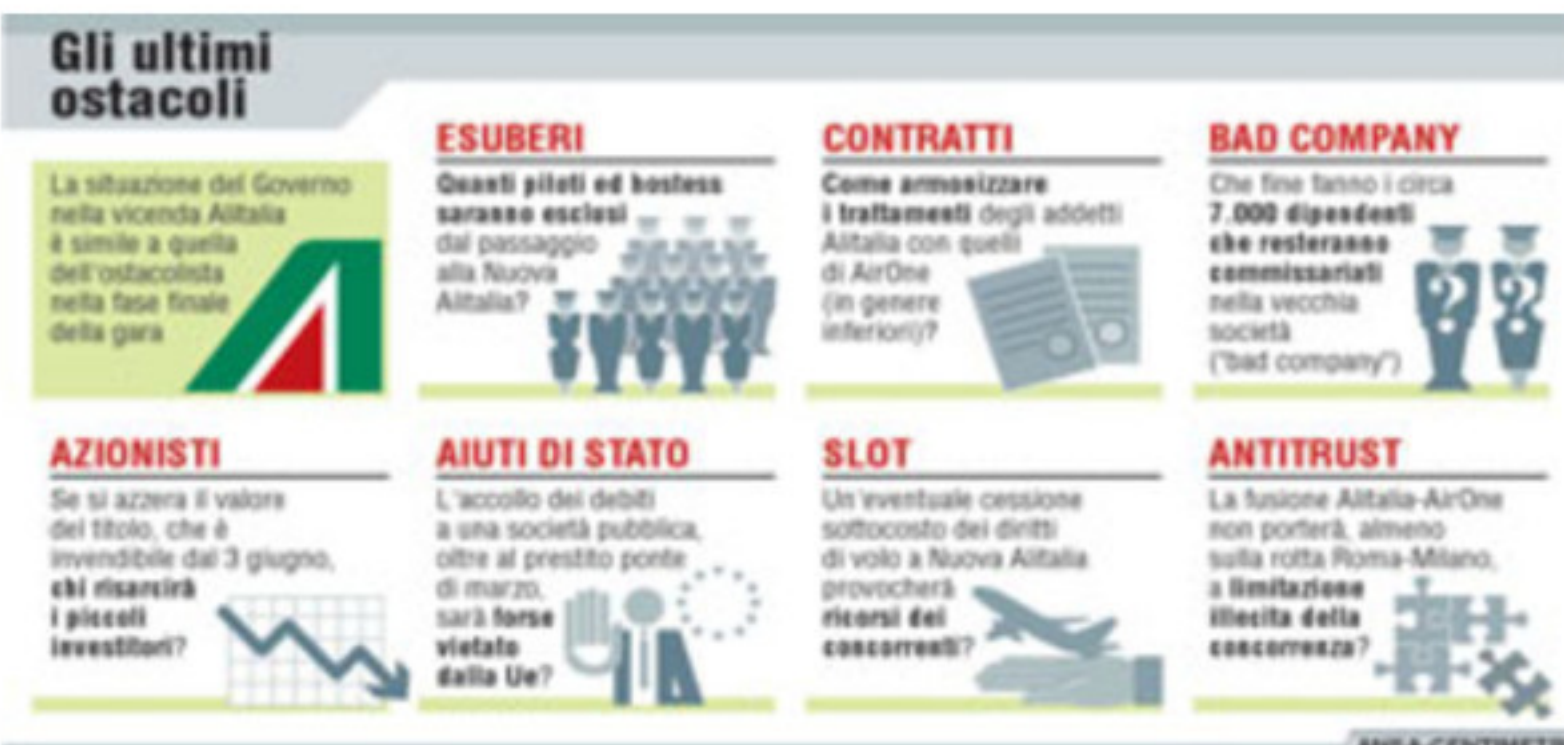 Gli ultimi
ostacoli
La situazione del Governo
nella vicenda Alitalia
è simile a quella
dell'ostacolista
nella fase finale
della gara
ESUBERI
Quanti piloti ed hostess
saranno esclusi
dal passaggio
alla Nuova
Alitalia?
CONTRATTI
Come armonizzare
i trattamenti degli addetti
Alitalia con quelli
di AirOne
(in genere
inferiori)?
BAD COMPANY
Che fine fanno i circa
7.000 dipendenti
che resteranno
commissariati
nella vecchia
società
("bad company")
AZIONISTI
Se si azzera il valore
del titolo, che è
invendibile dal 3 giugno,
chi risarcirà
i piccoli
investitori?
AIUTI DI STATO
L'accollo dei debiti
a una società pubblica,
oltre al prestito ponte
di marzo,
sarà forse
vietato
dalla Ue?
SLOT
Un'eventuale cessione
sottocosto dei diritti
di volo a Nuova Alitalia
provocherà
ricorsi dei
concorrenti?
ANTITRUST
La fusione Alitalia-AirOne
non porterà, almeno
sulla rotta Roma-Milano,
a limitazione
illecita della
concorrenza?